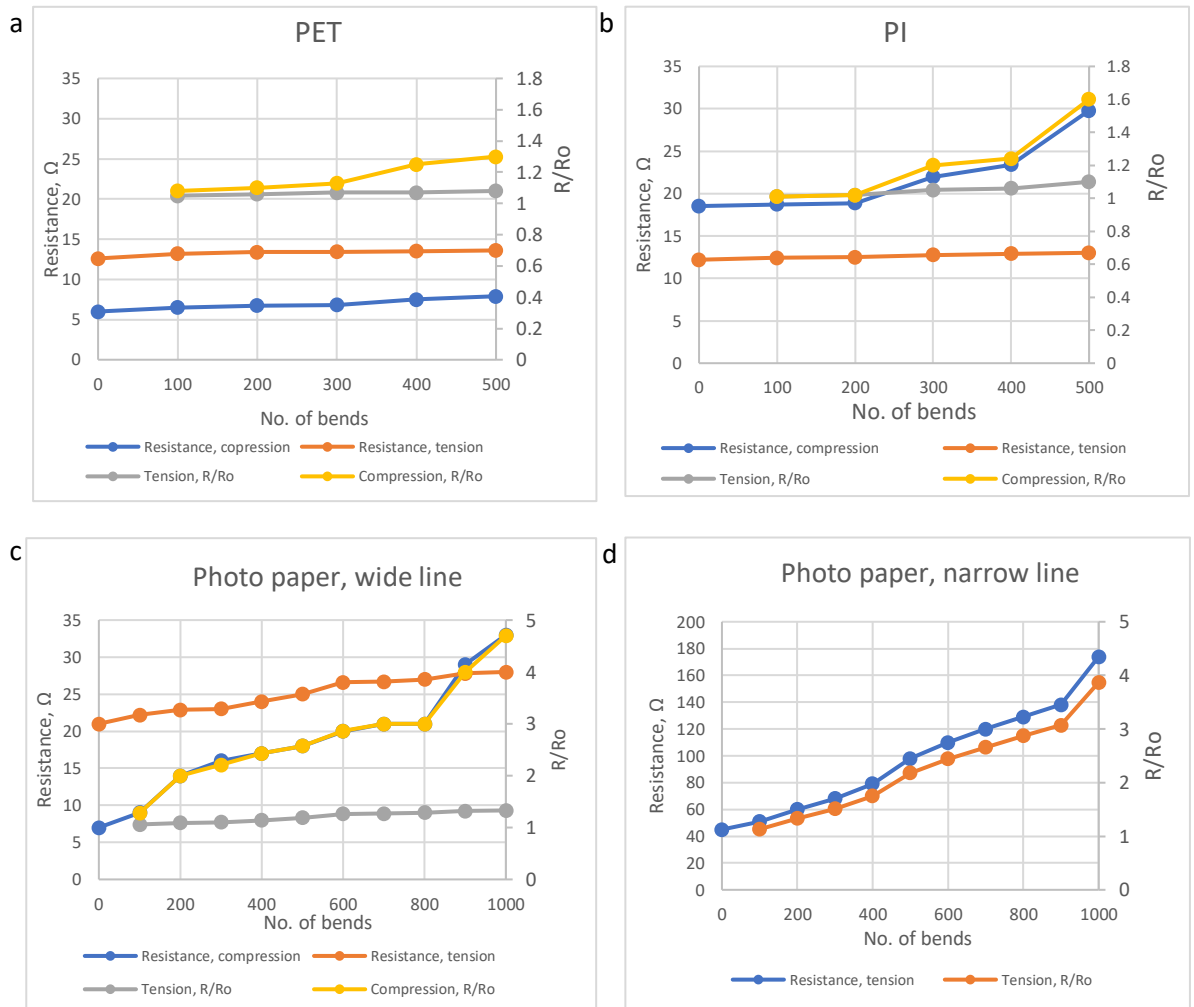 a
PET
35
30
25
20
15
10
5
0
Resistance, Ω
1.8
1.6
1.4
1.2
1
0.8
0.6
0.4
0.2
0
R/Ro
0 100 200 300 400 500
No. of bends
Resistance, copression Resistance, tension
Tension, R/Ro Compression, R/Ro
b
PI
35
30
25
20
15
10
5
0
Resistance, Ω
1.8
1.6
1.4
1.2
1
0.8
0.6
0.4
0.2
0
R/Ro
0 100 200 300 400 500
No. of bends
Resistance, compression Resistance, tension
Tension, R/Ro Compression, R/Ro
c
Photo paper, wide line
35
30
25
20
15
10
5
0
Resistance, Ω
5
4
3
2
1
0
R/Ro
0 200 400 600 800 1000
No. of bends
Resistance, compression Resistance, tension
Tension, R/Ro Compression, R/Ro
d
Photo paper, narrow line
200
180
160
140
120
100
80
60
40
20
0
Resistance, Ω
5
4
3
2
1
0
R/Ro
0 200 400 600 800 1000
No. of bends
Resistance, tension Tension, R/Ro